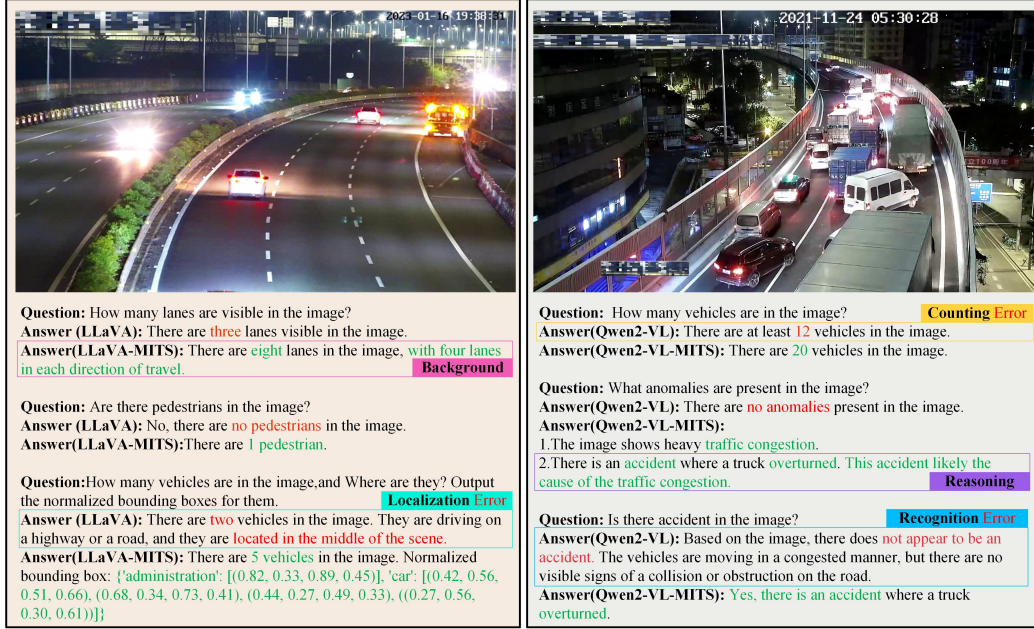 2023-01-16 19:38:31
Question: How many lanes are visible in the image?
Answer (LLaVA): There are three lanes visible in the image.
Answer(LLaVA-MITS): There are eight lanes in the image, with four lanes
in each direction of travel.
Background
Question: Are there pedestrians in the image?
Answer (LLaVA): No, there are no pedestrians in the image.
Answer(LLaVA-MITS):There are 1 pedestrian.
Question:How many vehicles are in the image,and Where are they? Output
the normalized bounding boxes for them.
Localization Error
Answer (LLaVA): There are two vehicles in the image. They are driving on
a highway or a road, and they are located in the middle of the scene.
Answer(LLaVA-MITS): There are 5 vehicles in the image. Normalized
bounding box: {'administration': [(0.82, 0.33, 0.89, 0.45)], 'car': [(0.42, 0.56,
0.51, 0.66), (0.68, 0.34, 0.73, 0.41), (0.44, 0.27, 0.49, 0.33), ((0.27, 0.56,
0.30, 0.61))]}
2021-11-24 05:30:28
立100周年
Question: How many vehicles are in the image?
Counting Error
Answer(Qwen2-VL): There are at least 12 vehicles in the image.
Answer(Qwen2-VL-MITS): There are 20 vehicles in the image.
Question: What anomalies are present in the image?
Answer(Qwen2-VL): There are no anomalies present in the image.
Answer(Qwen2-VL-MITS):
1.The image shows heavy traffic congestion.
2.There is an accident where a truck overturned. This accident likely the
cause of the traffic congestion.
Reasoning
Question: Is there accident in the image?
Recognition Error
Answer(Qwen2-VL): Based on the image, there does not appear to be an
accident. The vehicles are moving in a congested manner, but there are no
visible signs of a collision or obstruction on the road.
Answer(Qwen2-VL-MITS): Yes, there is an accident where a truck
overturned.